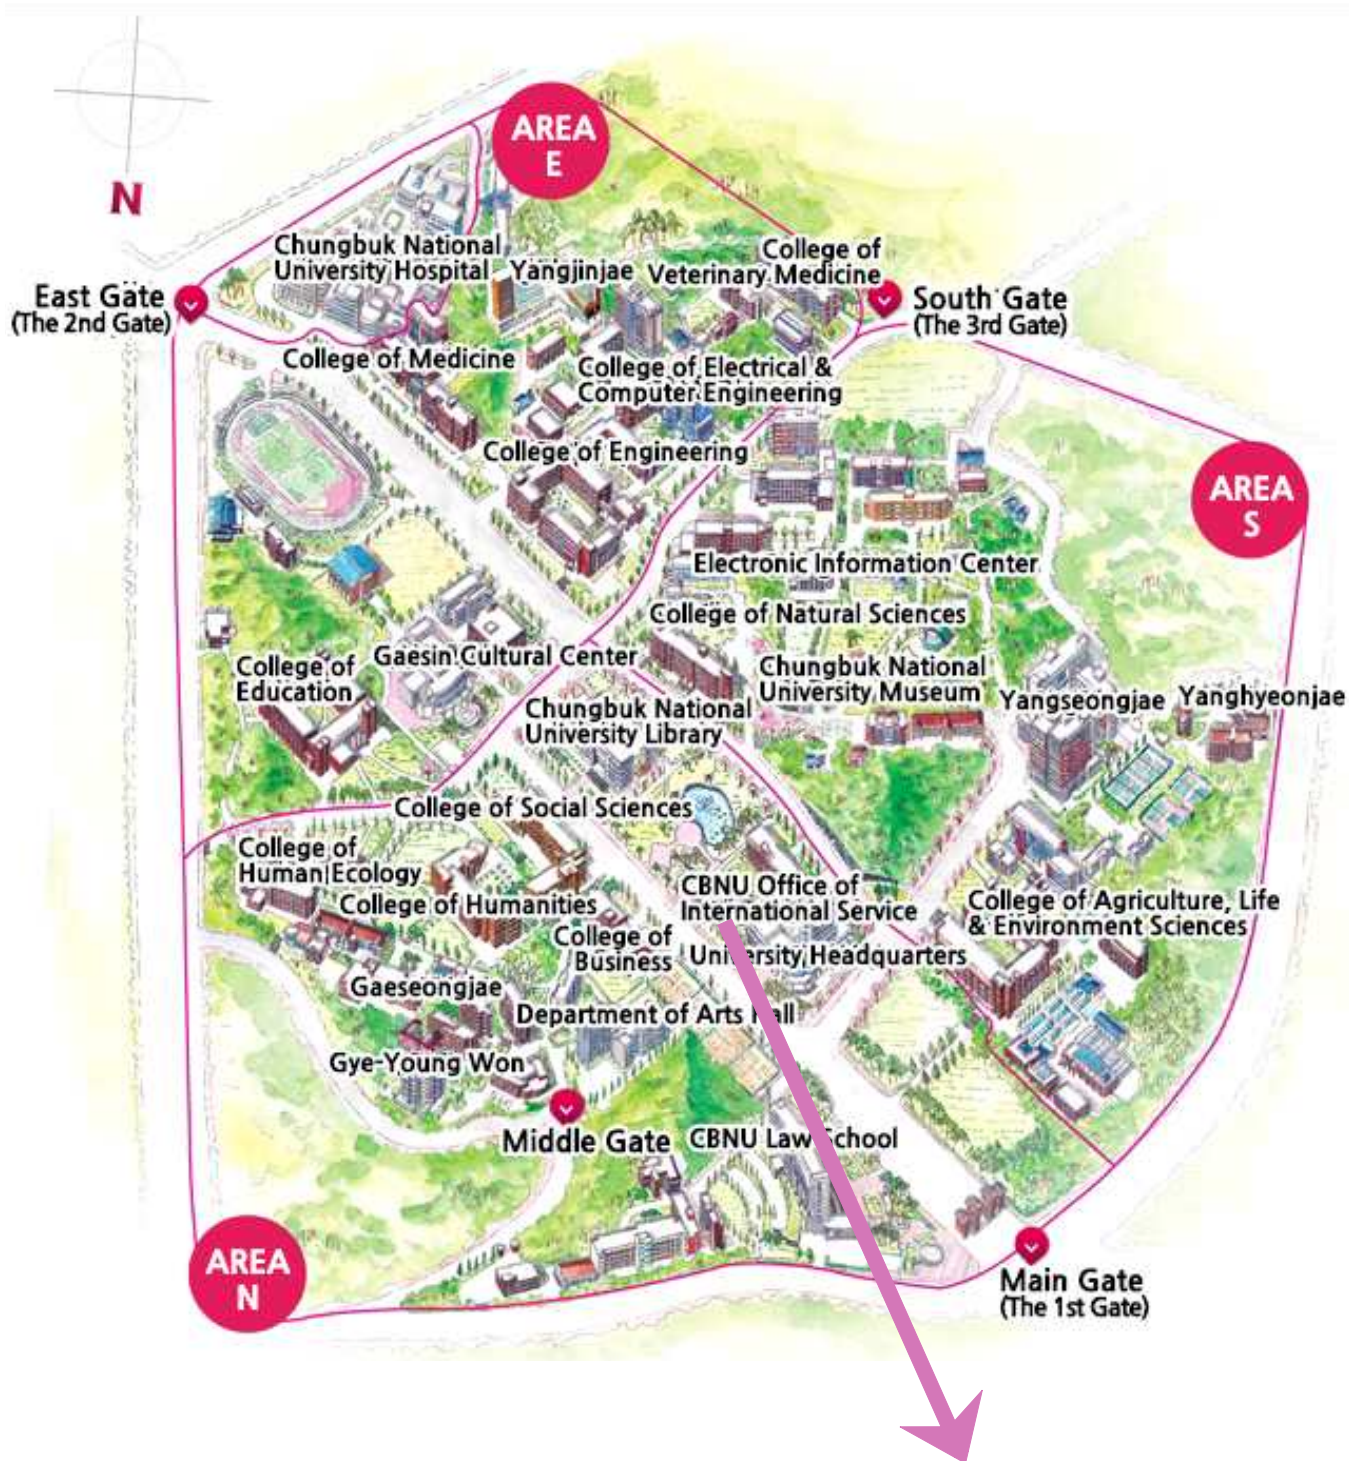 N
AREA
E
Chungbuk National
University Hospital
Yangjinjae
College of
Veterinary Medicine
East Gate
(The 2nd Gate)
South Gate
(The 3rd Gate)
College of Medicine
College of Electrical &
Computer Engineering
College of Engineering
AREA
S
Electronic Information Center
College of Natural Sciences
Gaesin Cultural Center
College of
Education
Chungbuk National
University Museum
Yangseongjae
Yanghyeonjae
Chungbuk National
University Library
College of Social Sciences
College of
Human Ecology
College of Humanities
CBNU Office of
International Service
College of Agriculture, Life
& Environment Sciences
College of
Business
University Headquarters
Gaeseongjae
Department of Arts Hall
Gye-Young Won
Middle Gate
CBNU Law School
AREA
N
Main Gate
(The 1st Gate)